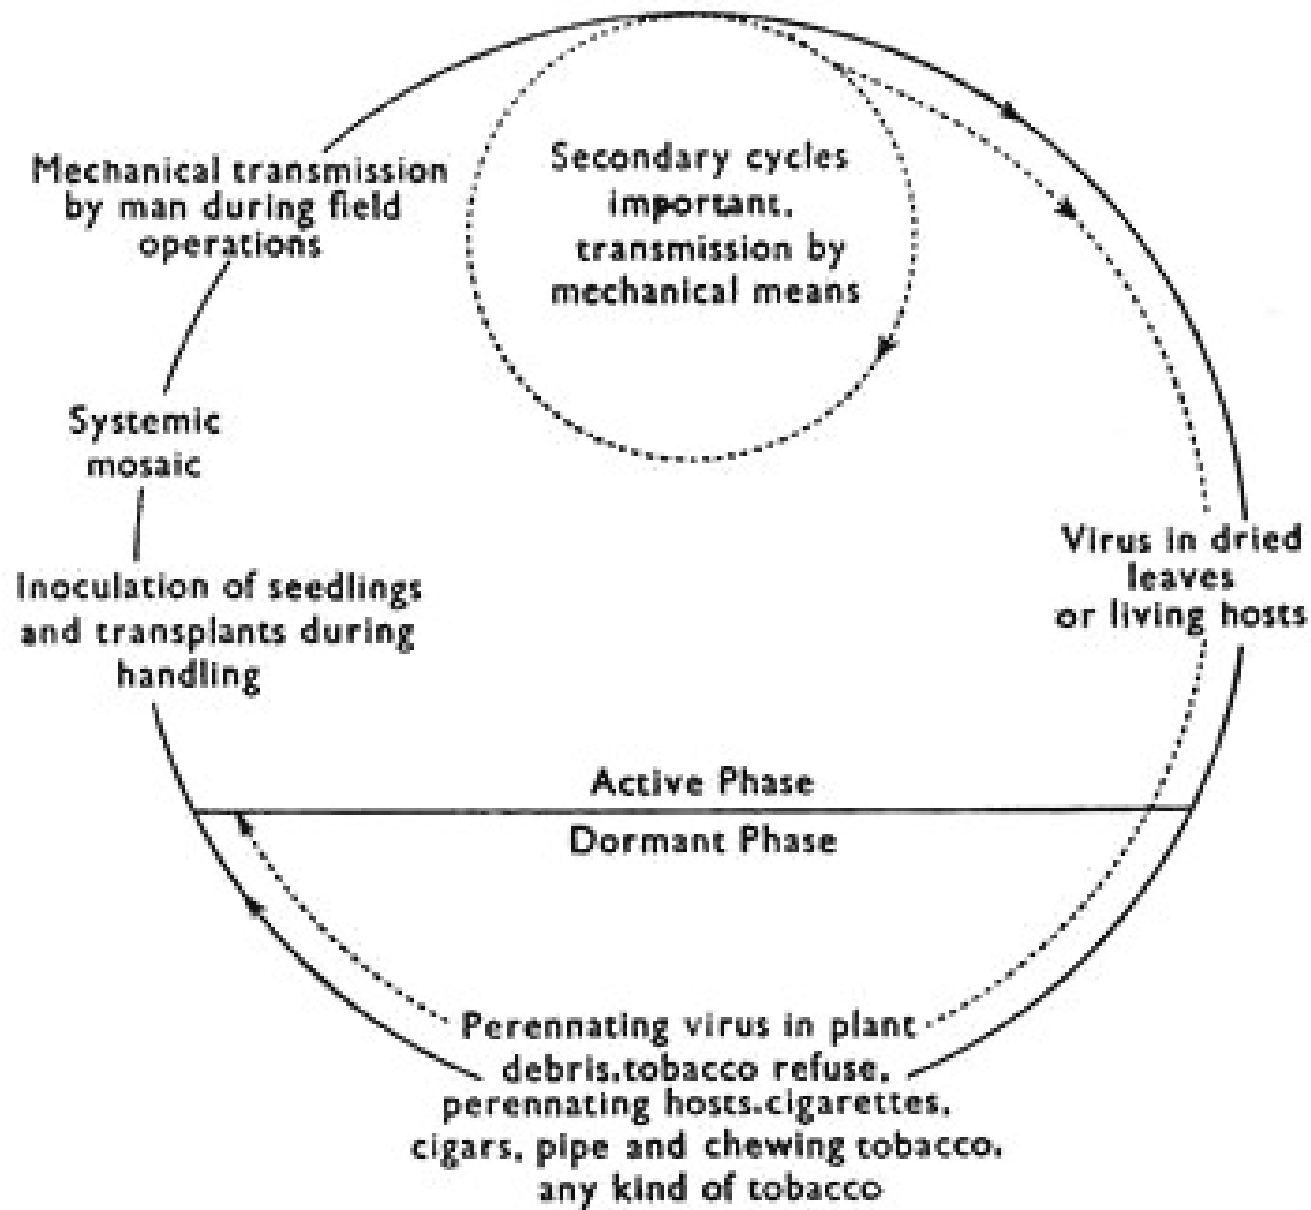 Mechanical transmission
by man during field
operations
Secondary cycles
important.
transmission by
mechanical means
Systemic
mosaic
Inoculation of seedlings
and transplants during
handling
Virus in dried
leaves
or living hosts
Active Phase
Dormant Phase
Perennating virus in plant
debris,tobacco refuse,
perennating hosts.cigarettes,
cigars, pipe and chewing tobacco,
any kind of tobacco